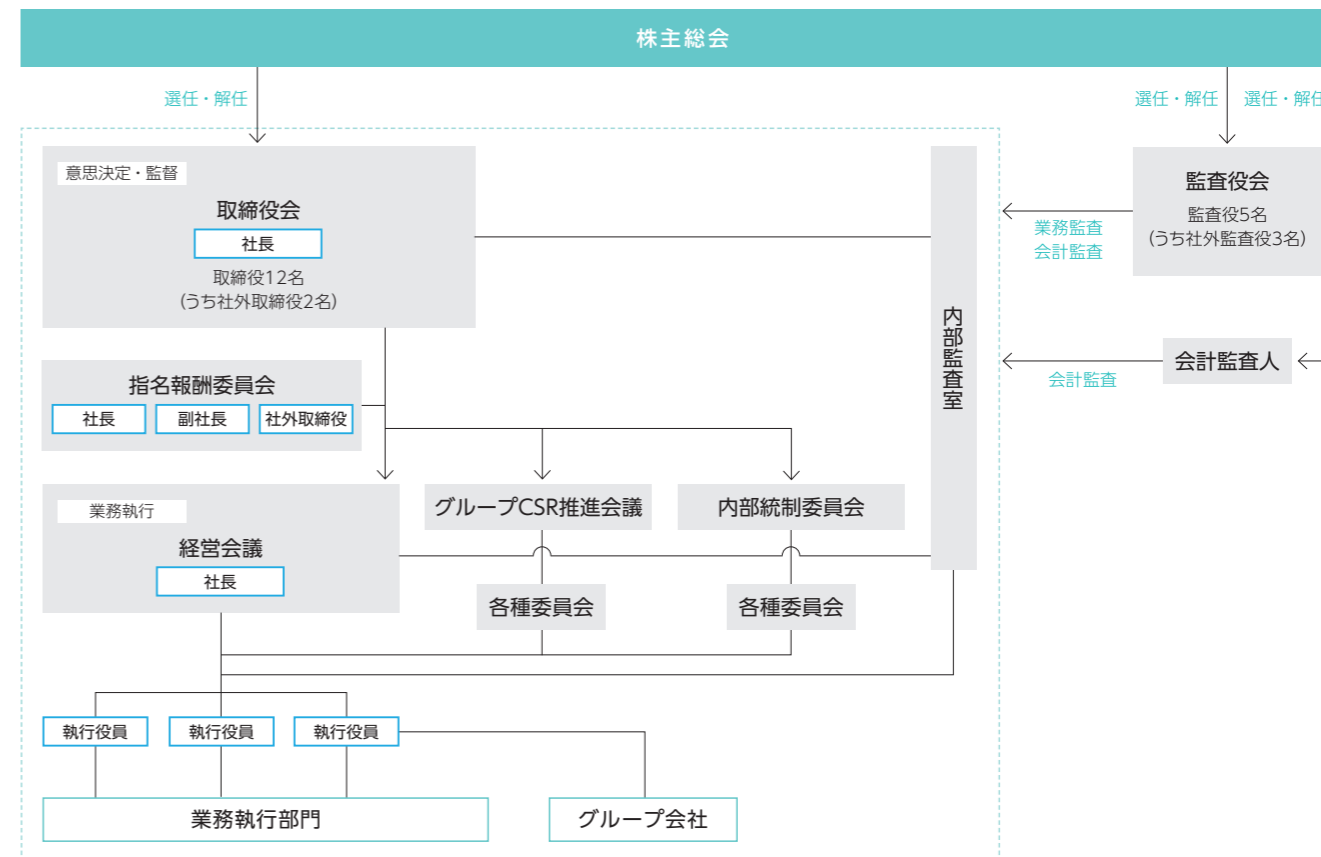 株主総会
選任・解任
選任・解任
選任・解任
意思決定・監督
取締役会
社長
取締役12名
(うち社外取締役2名)
内部監査室
業務監査
会計監査
監査役会
監査役5名
(うち社外監査役3名)
会計監査
会計監査人
指名報酬委員会
社長
副社長
社外取締役
業務執行
経営会議
社長
グループCSR推進会議
内部統制委員会
各種委員会
各種委員会
執行役員
執行役員
執行役員
業務執行部門
グループ会社